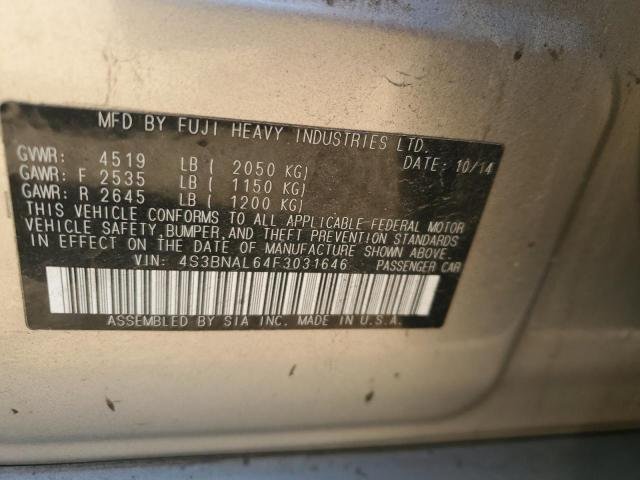 MFD BY FUJI HEAVY INDUSTRIES LTD.
GVWR: 4519 LB ( 2050 KG) DATE: 10/14
GAWR: F 2535 LB ( 1150 KG)
GAWR: R 2645 LB ( 1200 KG)
THIS VEHICLE CONFORMS TO ALL APPLICABLE FEDERAL MOTOR
VEHICLE SAFETY, BUMPER, AND THEFT PREVENTION STANDARDS
IN EFFECT ON THE DATE OF MANUFACTURE SHOWN ABOVE.
VIN: 4S3BNAL64F3031646 PASSENGER CAR
ASSEMBLED BY SIA INC. MADE IN U.S.A.